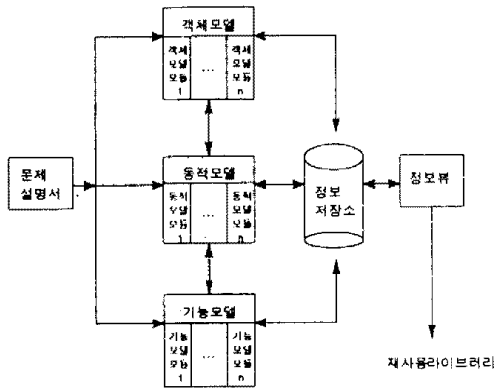 객체모델
객체 ... 객체
모델 모델
모듈 모듈
1 n
문제
설명서
동적모델
동적 ... 동적
모델 모델
모듈 모듈
1 n
정보
저장소
정보뷰
기능모델
기능 ... 기능
모델 모델
모듈 모듈
1 n
재사용라이브러리